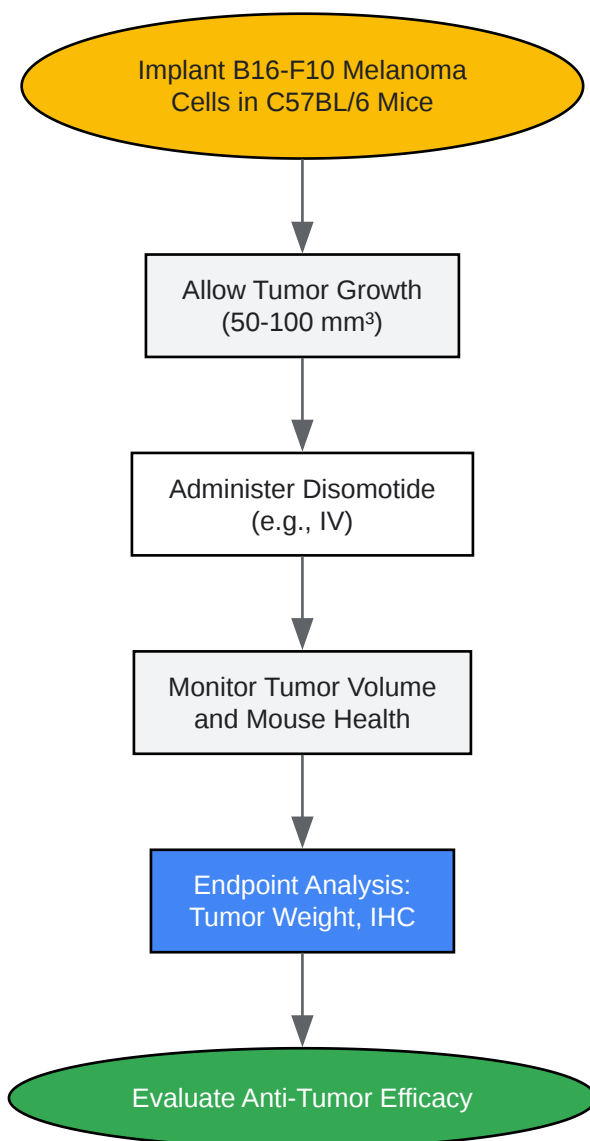 Implant B16-F10 Melanoma
Cells in C57BL/6 Mice
Allow Tumor Growth
(50-100 mm³)
Administer Disomotide
(e.g., IV)
Monitor Tumor Volume
and Mouse Health
Endpoint Analysis:
Tumor Weight, IHC
Evaluate Anti-Tumor Efficacy